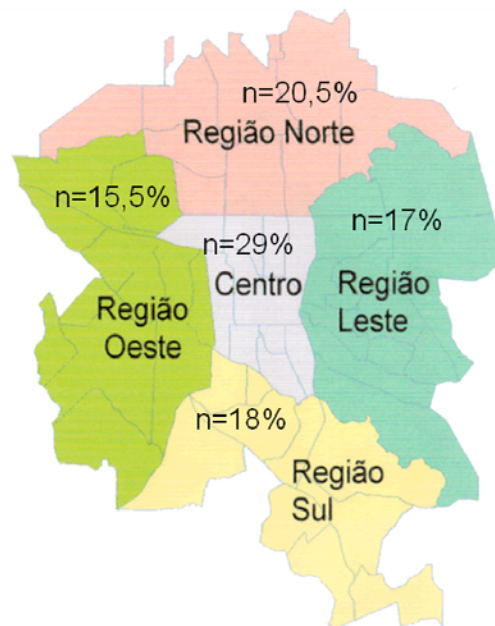 n=20,5%
Região Norte
n=15,5%
n=17%
n=29%
Centro
Região
Leste
Região
Oeste
n=18%
Região
Sul